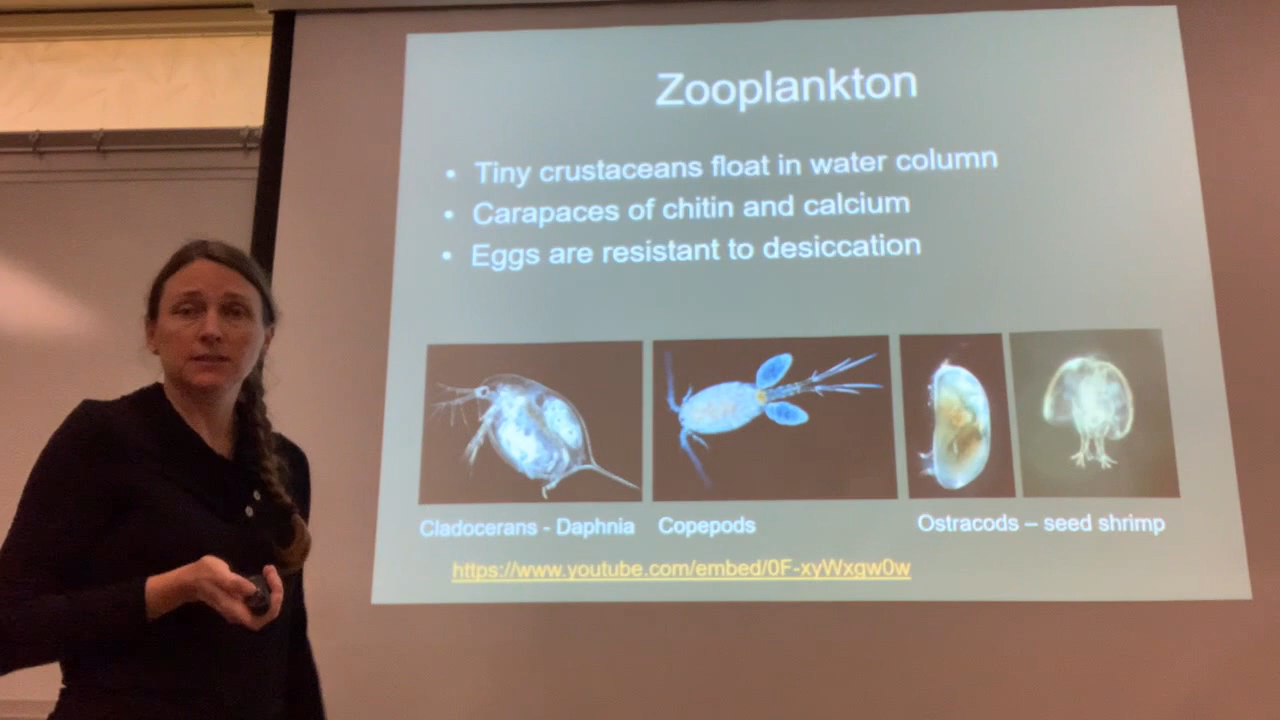 Zooplankton
• Tiny crustaceans float in water column
• Carapaces of chitin and calcium
• Eggs are resistant to desiccation
Cladocerans - Daphnia
Copepods
Ostracods – seed shrimp
https://www.youtube.com/embed/0F-xyWxgw0w